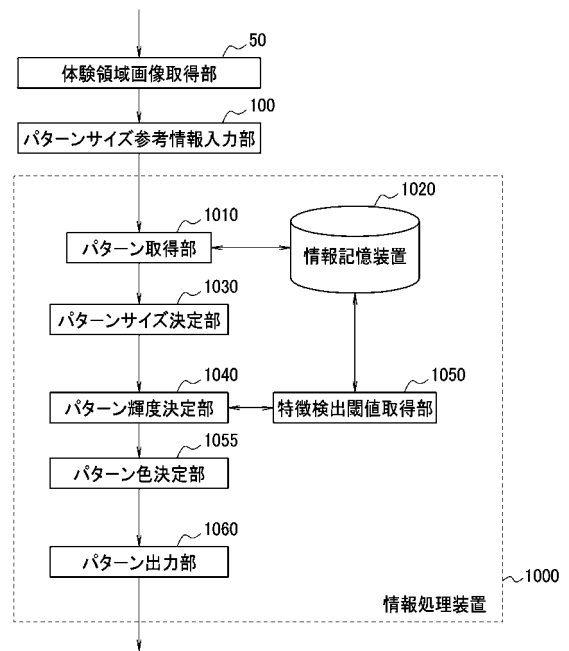 50
体験領域画像取得部
100
パターンサイズ参考情報入力部
1010
パターン取得部
1020
情報記憶装置
1030
パターンサイズ決定部
1040
パターン輝度決定部
1050
特徴検出閾値取得部
1055
パターン色決定部
1060
パターン出力部
1000
情報処理装置